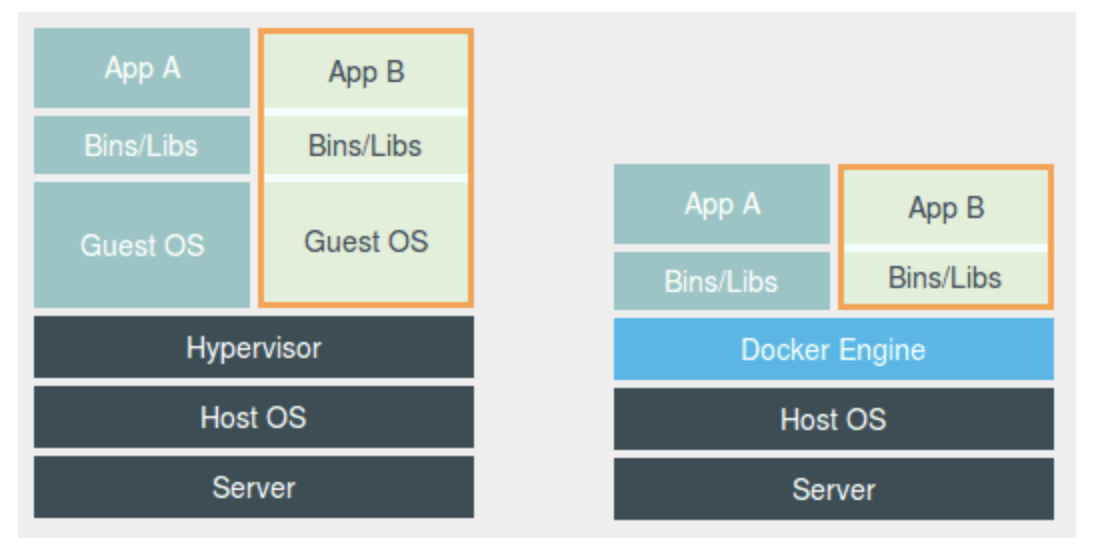 App A
App B
Bins/Libs
Bins/Libs
Guest OS
Guest OS
Hypervisor
Host OS
Server
App A
App B
Bins/Libs
Bins/Libs
Docker Engine
Host OS
Server